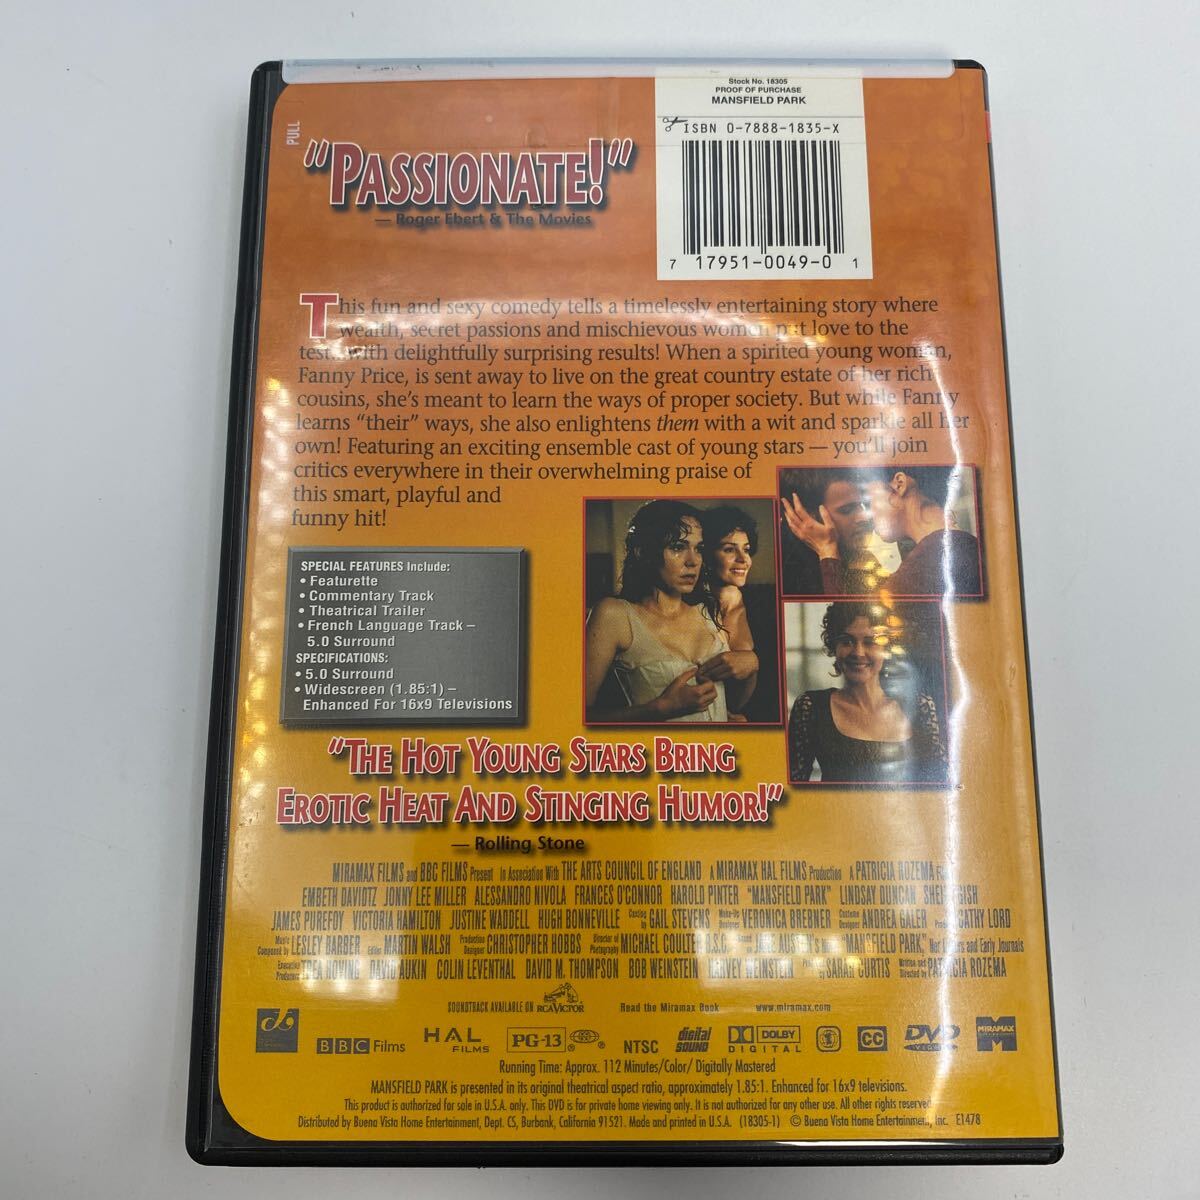 Stock No. 18305
PROOF OF PURCHASE
MANSFIELD PARK
ISBN 0-7888-1835-X
7 17951-0049-0 1
PULL
"PASSIONATE!"
— Roger Ebert & The Movies
This fun and sexy comedy tells a timelessly entertaining story where
wealth, secret passions and mischievous women put love to the
test...with delightfully surprising results! When a spirited young woman,
Fanny Price, is sent away to live on the great country estate of her rich
cousins, she's meant to learn the ways of proper society. But while Fanny
learns "their" ways, she also enlightens them with a wit and sparkle all her
own! Featuring an exciting ensemble cast of young stars — you'll join
critics everywhere in their overwhelming praise of
this smart, playful and
funny hit!
SPECIAL FEATURES Include:
• Featurette
• Commentary Track
• Theatrical Trailer
• French Language Track –
5.0 Surround
SPECIFICATIONS:
• 5.0 Surround
• Widescreen (1.85:1) –
Enhanced For 16x9 Televisions
"THE HOT YOUNG STARS BRING
EROTIC HEAT AND STINGING HUMOR!"
— Rolling Stone
MIRAMAX FILMS and BBC FILMS Present In Association With THE ARTS COUNCIL OF ENGLAND A MIRAMAX HAL FILMS Production A PATRICIA ROZEMA
EMBETH DAVIDTZ JONNY LEE MILLER ALESSANDRO NIVOLA FRANCES O'CONNOR HAROLD PINTER "MANSFIELD PARK" LINDSAY DUNCAN
JAMES PUREFOY VICTORIA HAMILTON JUSTINE WADDELL HUGH BONNEVILLE Casting by GAIL STEVENS Make-Up Designer VERONICA BREBNER Costume Designer ANDREA GALER CATHY LORD
Music Composed by LESLEY BARBER Editor MARTIN WALSH Production Designer CHRISTOPHER HOBBS Director of Photography MICHAEL COULTER B.S.C. JANE AUSTEN'S "MANSFIELD PARK," Her Letters and Early Journals
Executive Producers TREA HOVING DAVID AUKIN COLIN LEVENTHAL DAVID M. THOMPSON BOB WEINSTEIN HARVEY WEINSTEIN by SARAH CURTIS Written and Directed by PATRICIA ROZEMA
SOUNDTRACK AVAILABLE ON RCA VICTOR Read the Miramax Book www.miramax.com
BBC Films HAL FILMS PG-13 NTSC digital SOUND DOLBY DIGITAL CC DVD VIDEO MIRAMAX
Running Time: Approx. 112 Minutes/Color/ Digitally Mastered
MANSFIELD PARK is presented in its original theatrical aspect ratio, approximately 1.85:1. Enhanced for 16x9 televisions.
This product is authorized for sale in U.S.A. only. This DVD is for private home viewing only. It is not authorized for any other use. All other rights reserved.
Distributed by Buena Vista Home Entertainment, Dept. CS, Burbank, California 91521. Made and printed in U.S.A. (18305-1) © Buena Vista Home Entertainment, Inc. E1478